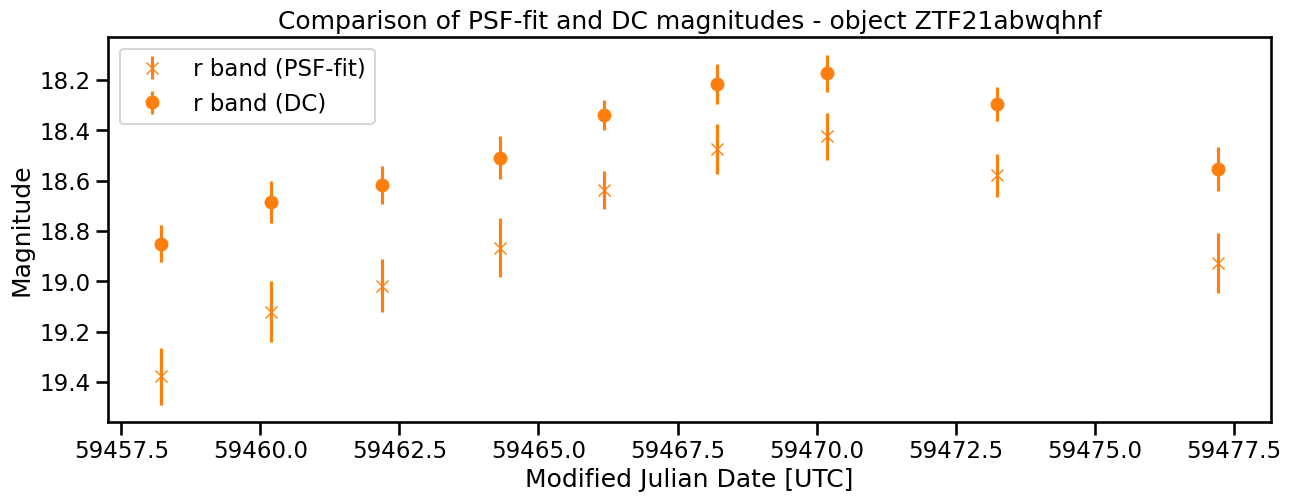 Comparison of PSF-fit and DC magnitudes - object ZTF21abwqhnf
r band (PSF-fit)
r band (DC)
Magnitude
18.2
18.4
18.6
18.8
19.0
19.2
19.4
59457.5 59460.0 59462.5 59465.0 59467.5 59470.0 59472.5 59475.0 59477.5
Modified Julian Date [UTC]